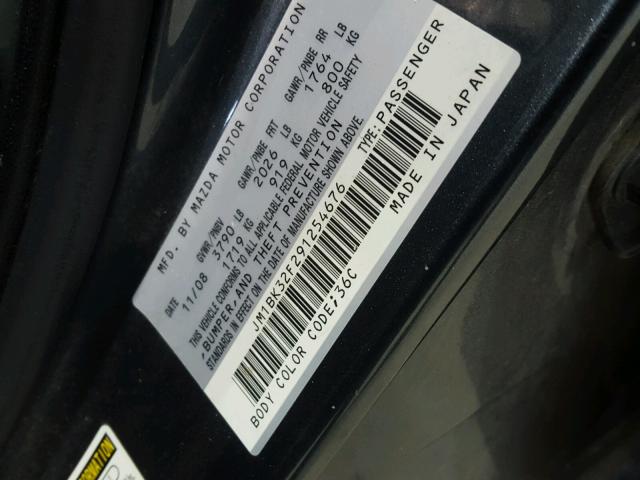 MFD. BY MAZDA MOTOR CORPORATION
11/08 GVWR/PNBV GAWR/PNBE FRT GAWR/PNBE RR
3790 LB 2026 LB 1764 LB
1719 KG 919 KG 800 KG
THIS VEHICLE CONFORMS TO ALL APPLICABLE FEDERAL MOTOR VEHICLE SAFETY
,BUMPER,AND THEFT PREVENTION
STANDARDS IN EFFECT ON THE DATE OF MANUFACTURE SHOWN ABOVE.
JM1BK32F291254676 TYPE:PASSENGER
BODY COLOR CODE:36C MADE IN JAPAN